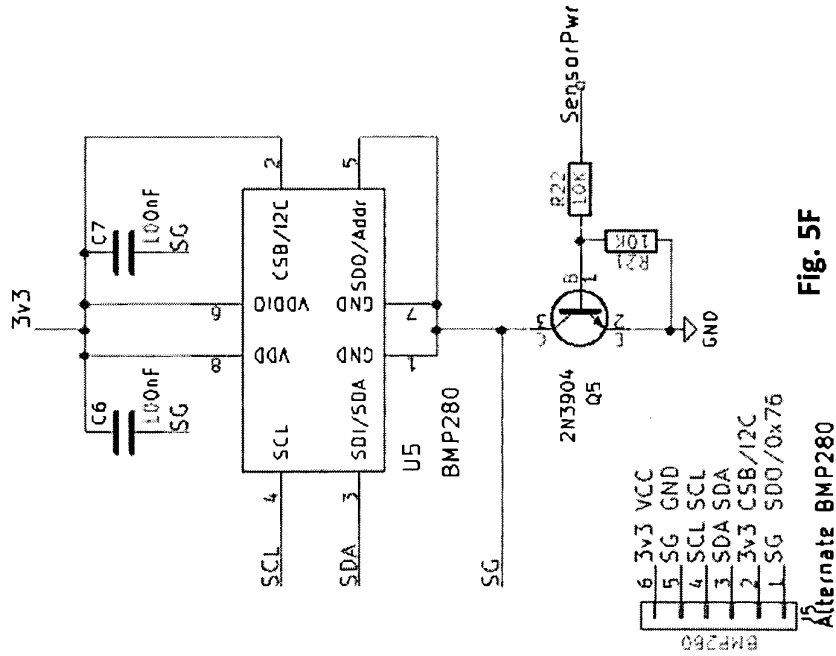 3v3
C6
100nF
SG
C7
100nF
SG
8
6
2
VDD
VDDIO
CSB/I2C
4
SCL
SCL
3
SDA
SDI/SDA
GND
GND
SDO/Addr
1
7
5
U5
BMP280
SG
2N3904
Q5
C
3
B
1
E
2
R22
10K
R21
10K
SensorPwr
GND
6 3v3 VCC
5 SG GND
4 SCL SCL
3 SDA SDA
2 3v3 CSB/I2C
1 SG SDO/0x76
BMP280
J5
Alternate BMP280
Fig. 5F